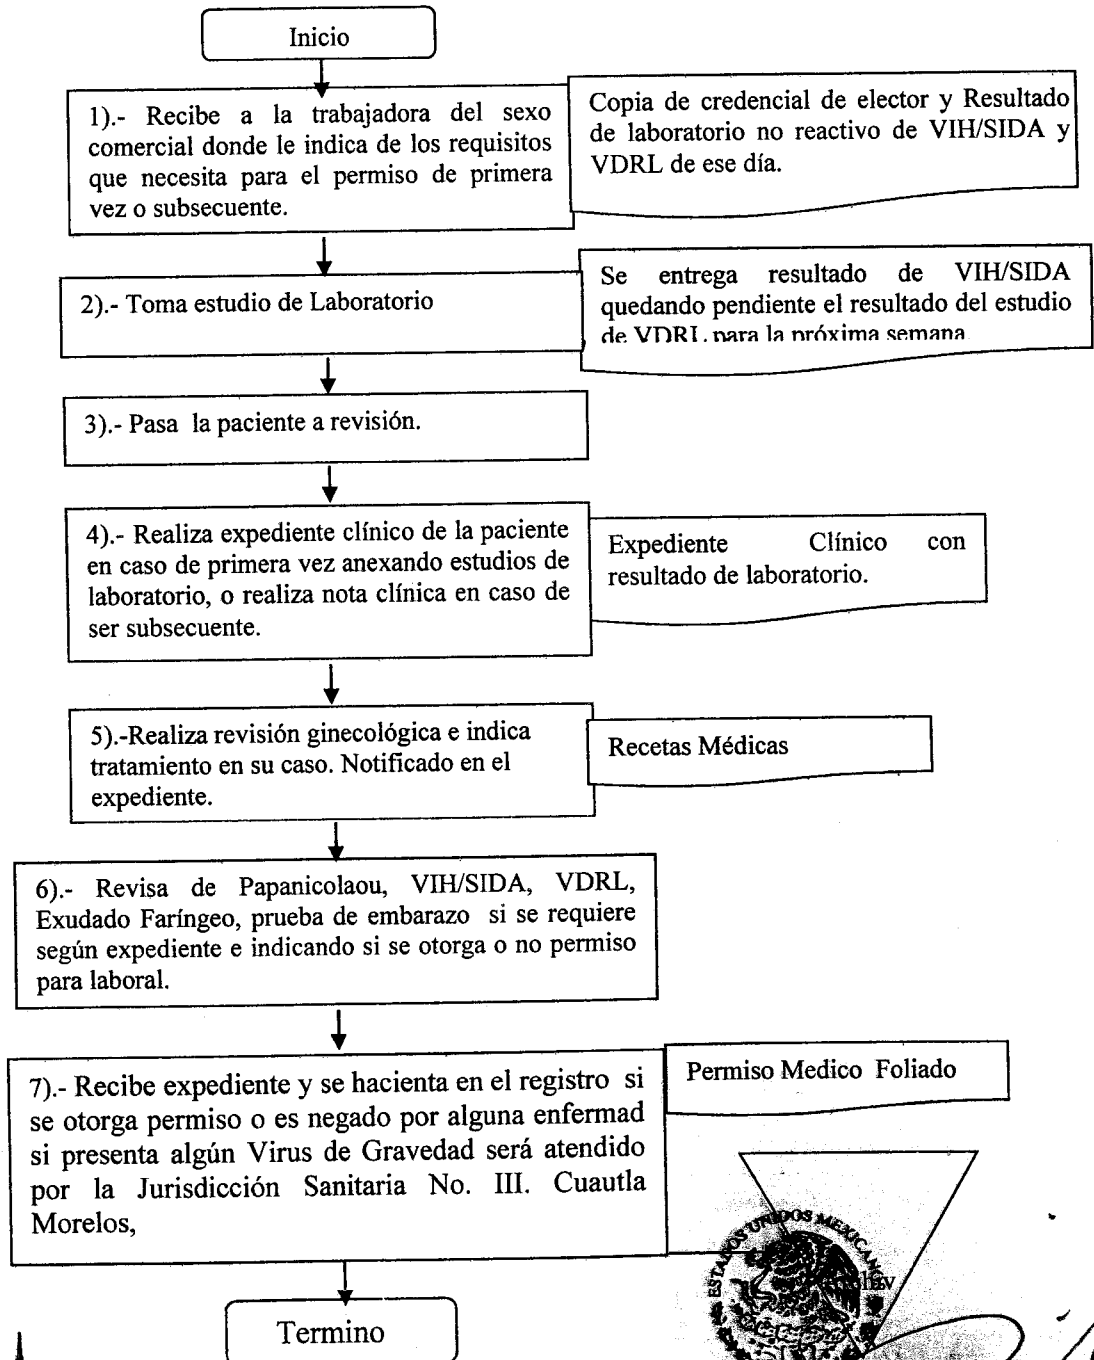 Inicio
1).- Recibe a la trabajadora del sexo
comercial donde le indica de los requisitos
que necesita para el permiso de primera
vez o subsecuente.
Copia de credencial de elector y Resultado
de laboratorio no reactivo de VIH/SIDA y
VDRL de ese día.
2).- Toma estudio de Laboratorio
Se entrega resultado de VIH/SIDA
quedando pendiente el resultado del estudio
de VDRL para la próxima semana.
3).- Pasa la paciente a revisión.
4).- Realiza expediente clínico de la paciente
en caso de primera vez anexando estudios de
laboratorio, o realiza nota clínica en caso de
ser subsecuente.
Expediente Clínico con
resultado de laboratorio.
5).-Realiza revisión ginecológica e indica
tratamiento en su caso. Notificado en el
expediente.
Recetas Médicas
6).- Revisa de Papanicolaou, VIH/SIDA, VDRL,
Exudado Faríngeo, prueba de embarazo si se requiere
según expediente e indicando si se otorga o no permiso
para laboral.
7).- Recibe expediente y se hacienta en el registro si
se otorga permiso o es negado por alguna enfermad
si presenta algún Virus de Gravedad será atendido
por la Jurisdicción Sanitaria No. III. Cuautla
Morelos,
Permiso Medico Foliado
ESTADOS UNIDOS MEXICANOS
Termino